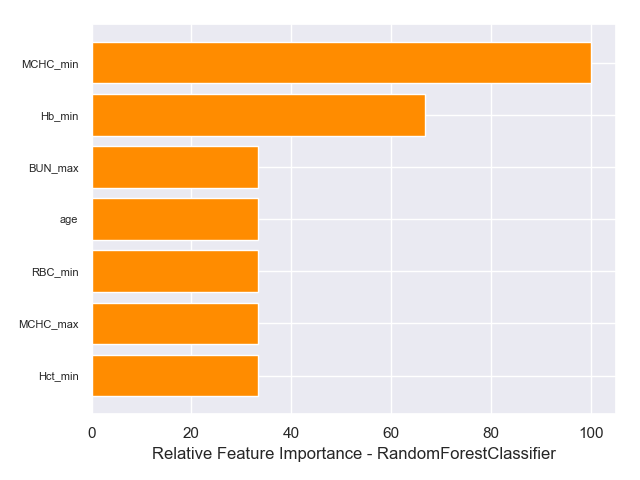 MCHC_min
Hb_min
BUN_max
age
RBC_min
MCHC_max
Hct_min
0 20 40 60 80 100
Relative Feature Importance - RandomForestClassifier